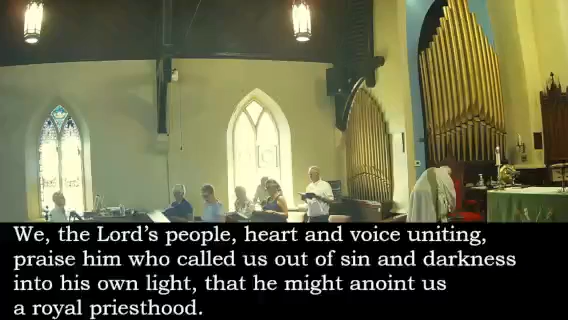 We, the Lord's people, heart and voice uniting,
praise him who called us out of sin and darkness
into his own light, that he might anoint us
a royal priesthood.